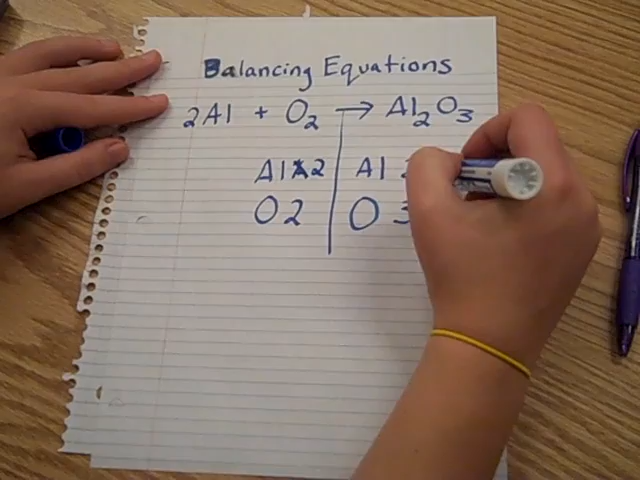 Balancing Equations
2Al + O₂ → Al₂O₃
Al 2 | Al
O 2 | O 3